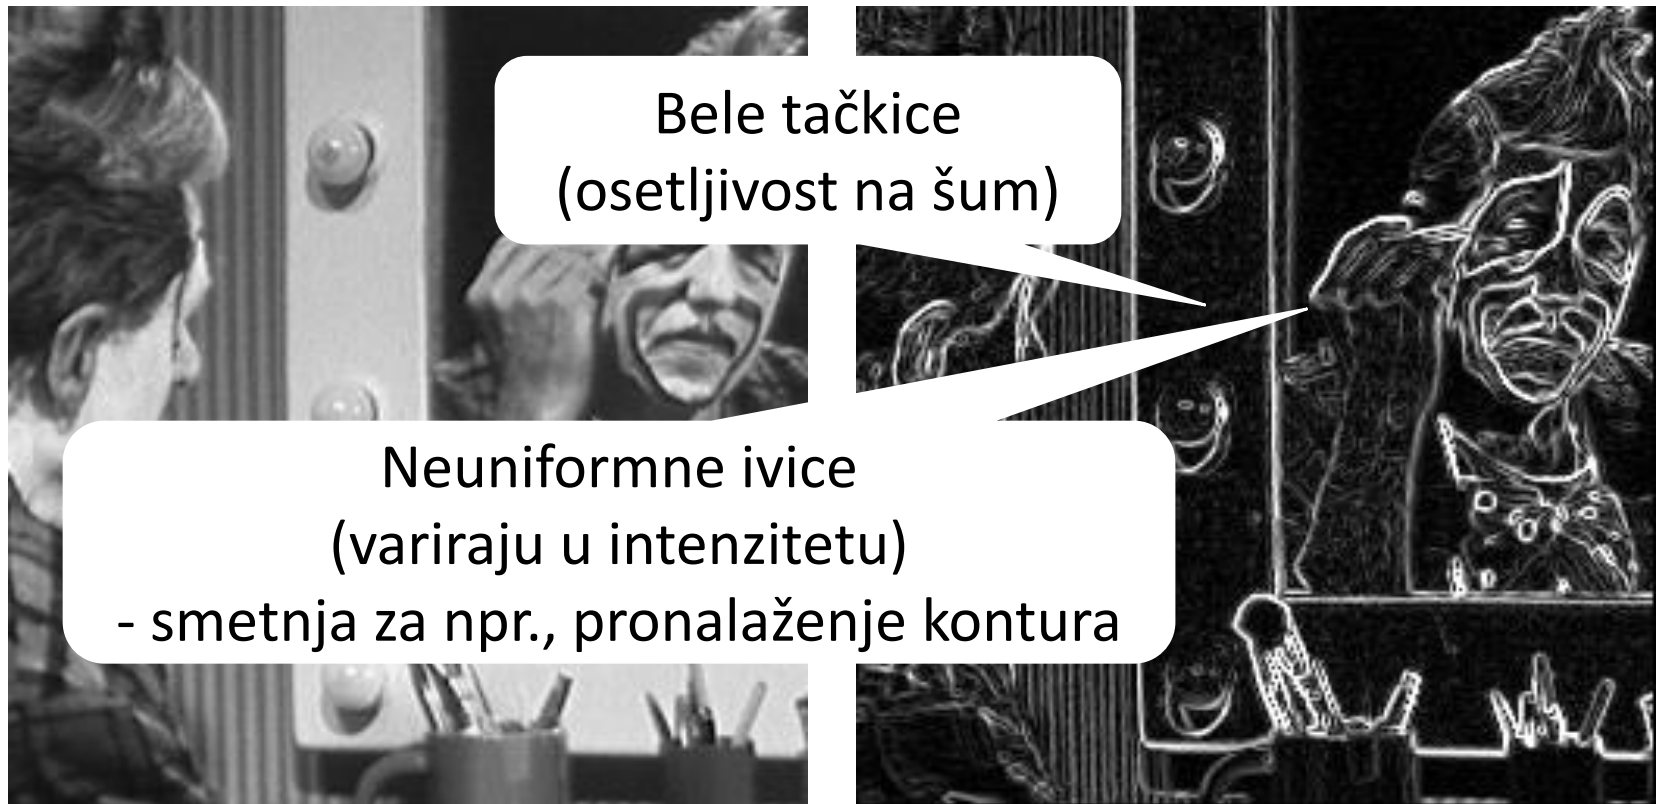 Bele tačkice
(osetljivost na šum)
Neuniformne ivice
(variraju u intenzitetu)
- smetnja za npr., pronalaženje kontura